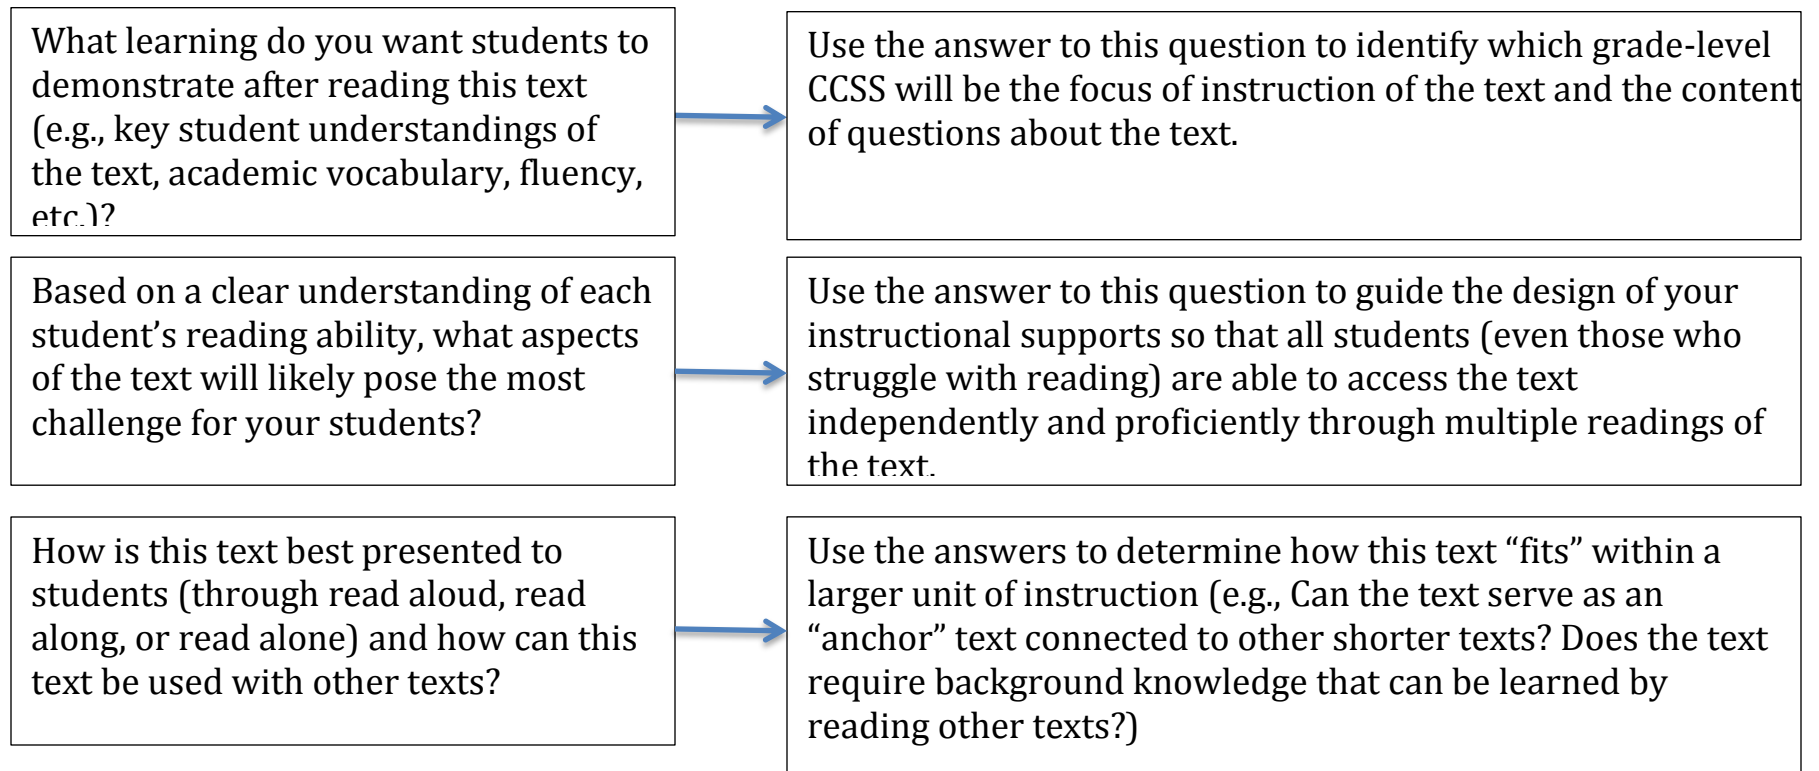 What learning do you want students to
demonstrate after reading this text
(e.g., key student understandings of
the text, academic vocabulary, fluency,
etc.)?
Use the answer to this question to identify which grade-level
CCSS will be the focus of instruction of the text and the content
of questions about the text.
Based on a clear understanding of each
student’s reading ability, what aspects
of the text will likely pose the most
challenge for your students?
Use the answer to this question to guide the design of your
instructional supports so that all students (even those who
struggle with reading) are able to access the text
independently and proficiently through multiple readings of
the text.
How is this text best presented to
students (through read aloud, read
along, or read alone) and how can this
text be used with other texts?
Use the answers to determine how this text “fits” within a
larger unit of instruction (e.g., Can the text serve as an
“anchor” text connected to other shorter texts? Does the text
require background knowledge that can be learned by
reading other texts?)